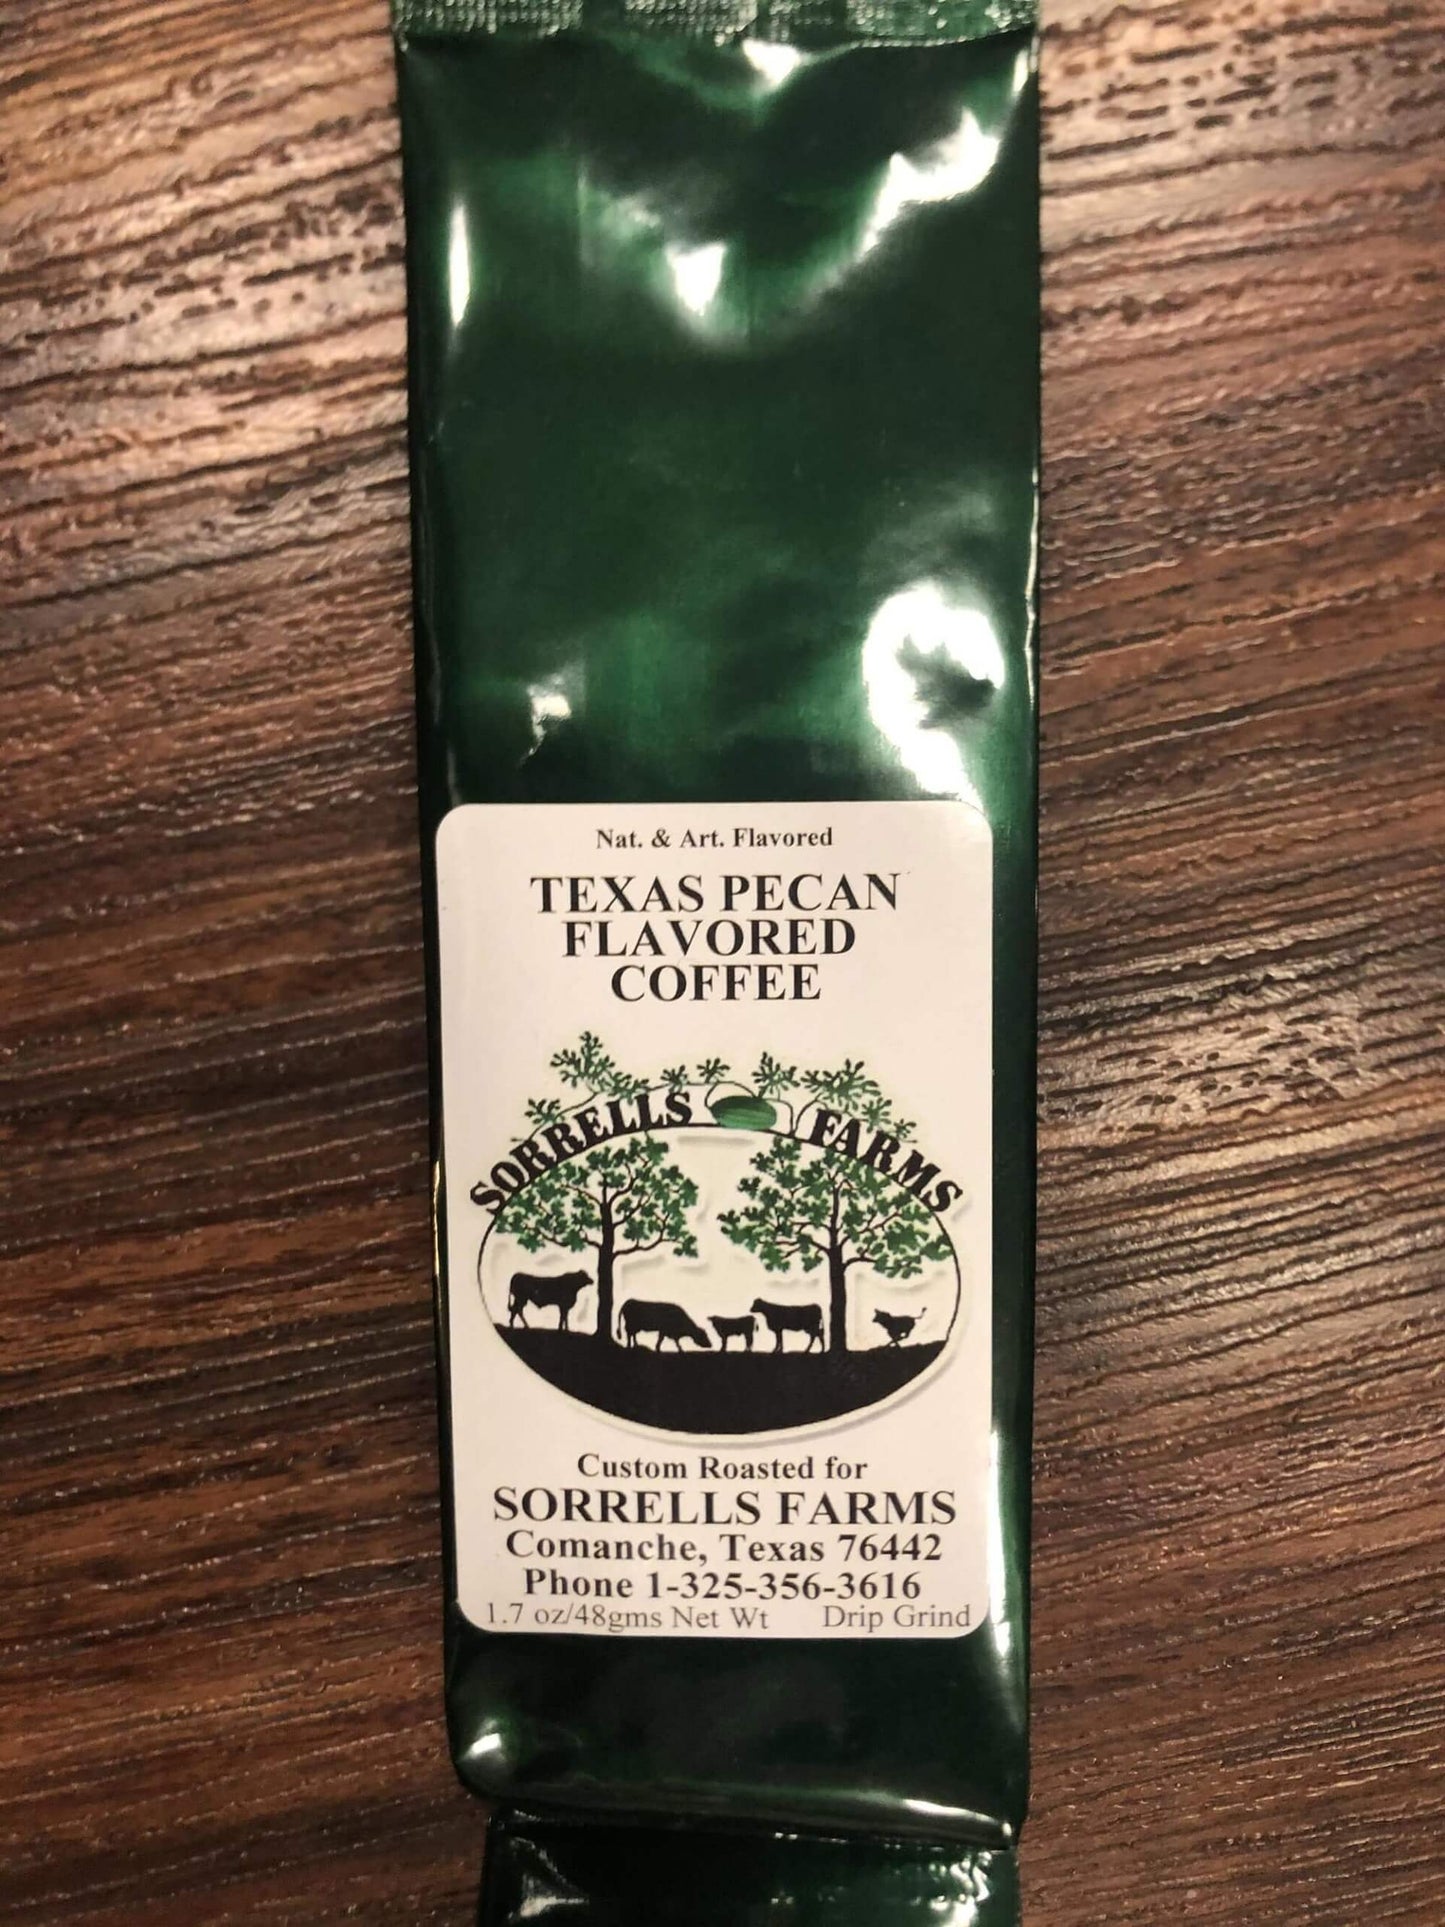 Nat. & Art. Flavored
TEXAS PECAN
FLAVORED
COFFEE
SORRELLS FARMS
Custom Roasted for
SORRELLS FARMS
Comanche, Texas 76442
Phone 1-325-356-3616
1.7 oz/48gms Net Wt Drip Grind